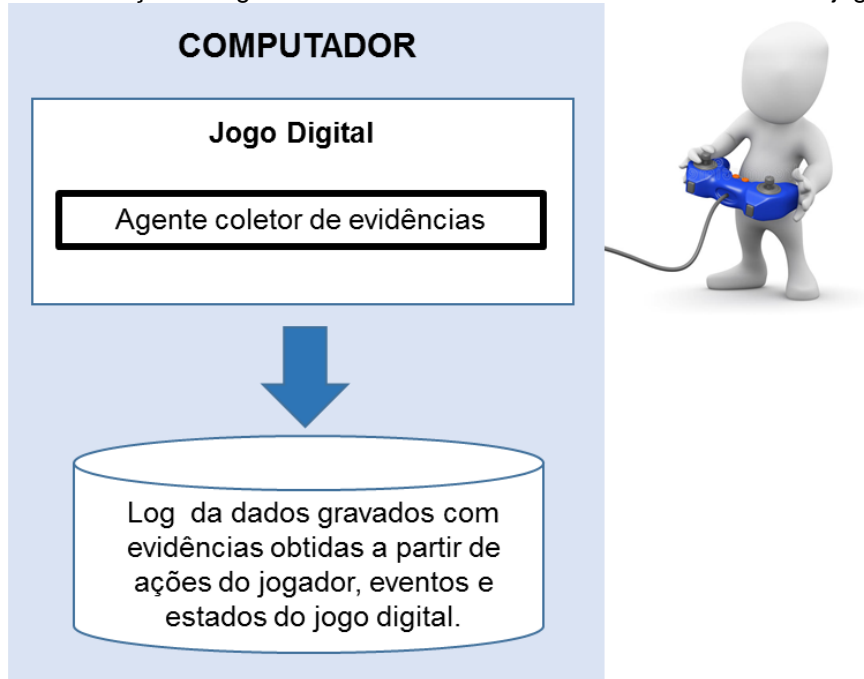 COMPUTADOR
Jogo Digital
Agente coletor de evidências
Log da dados gravados com
evidências obtidas a partir de
ações do jogador, eventos e
estados do jogo digital.